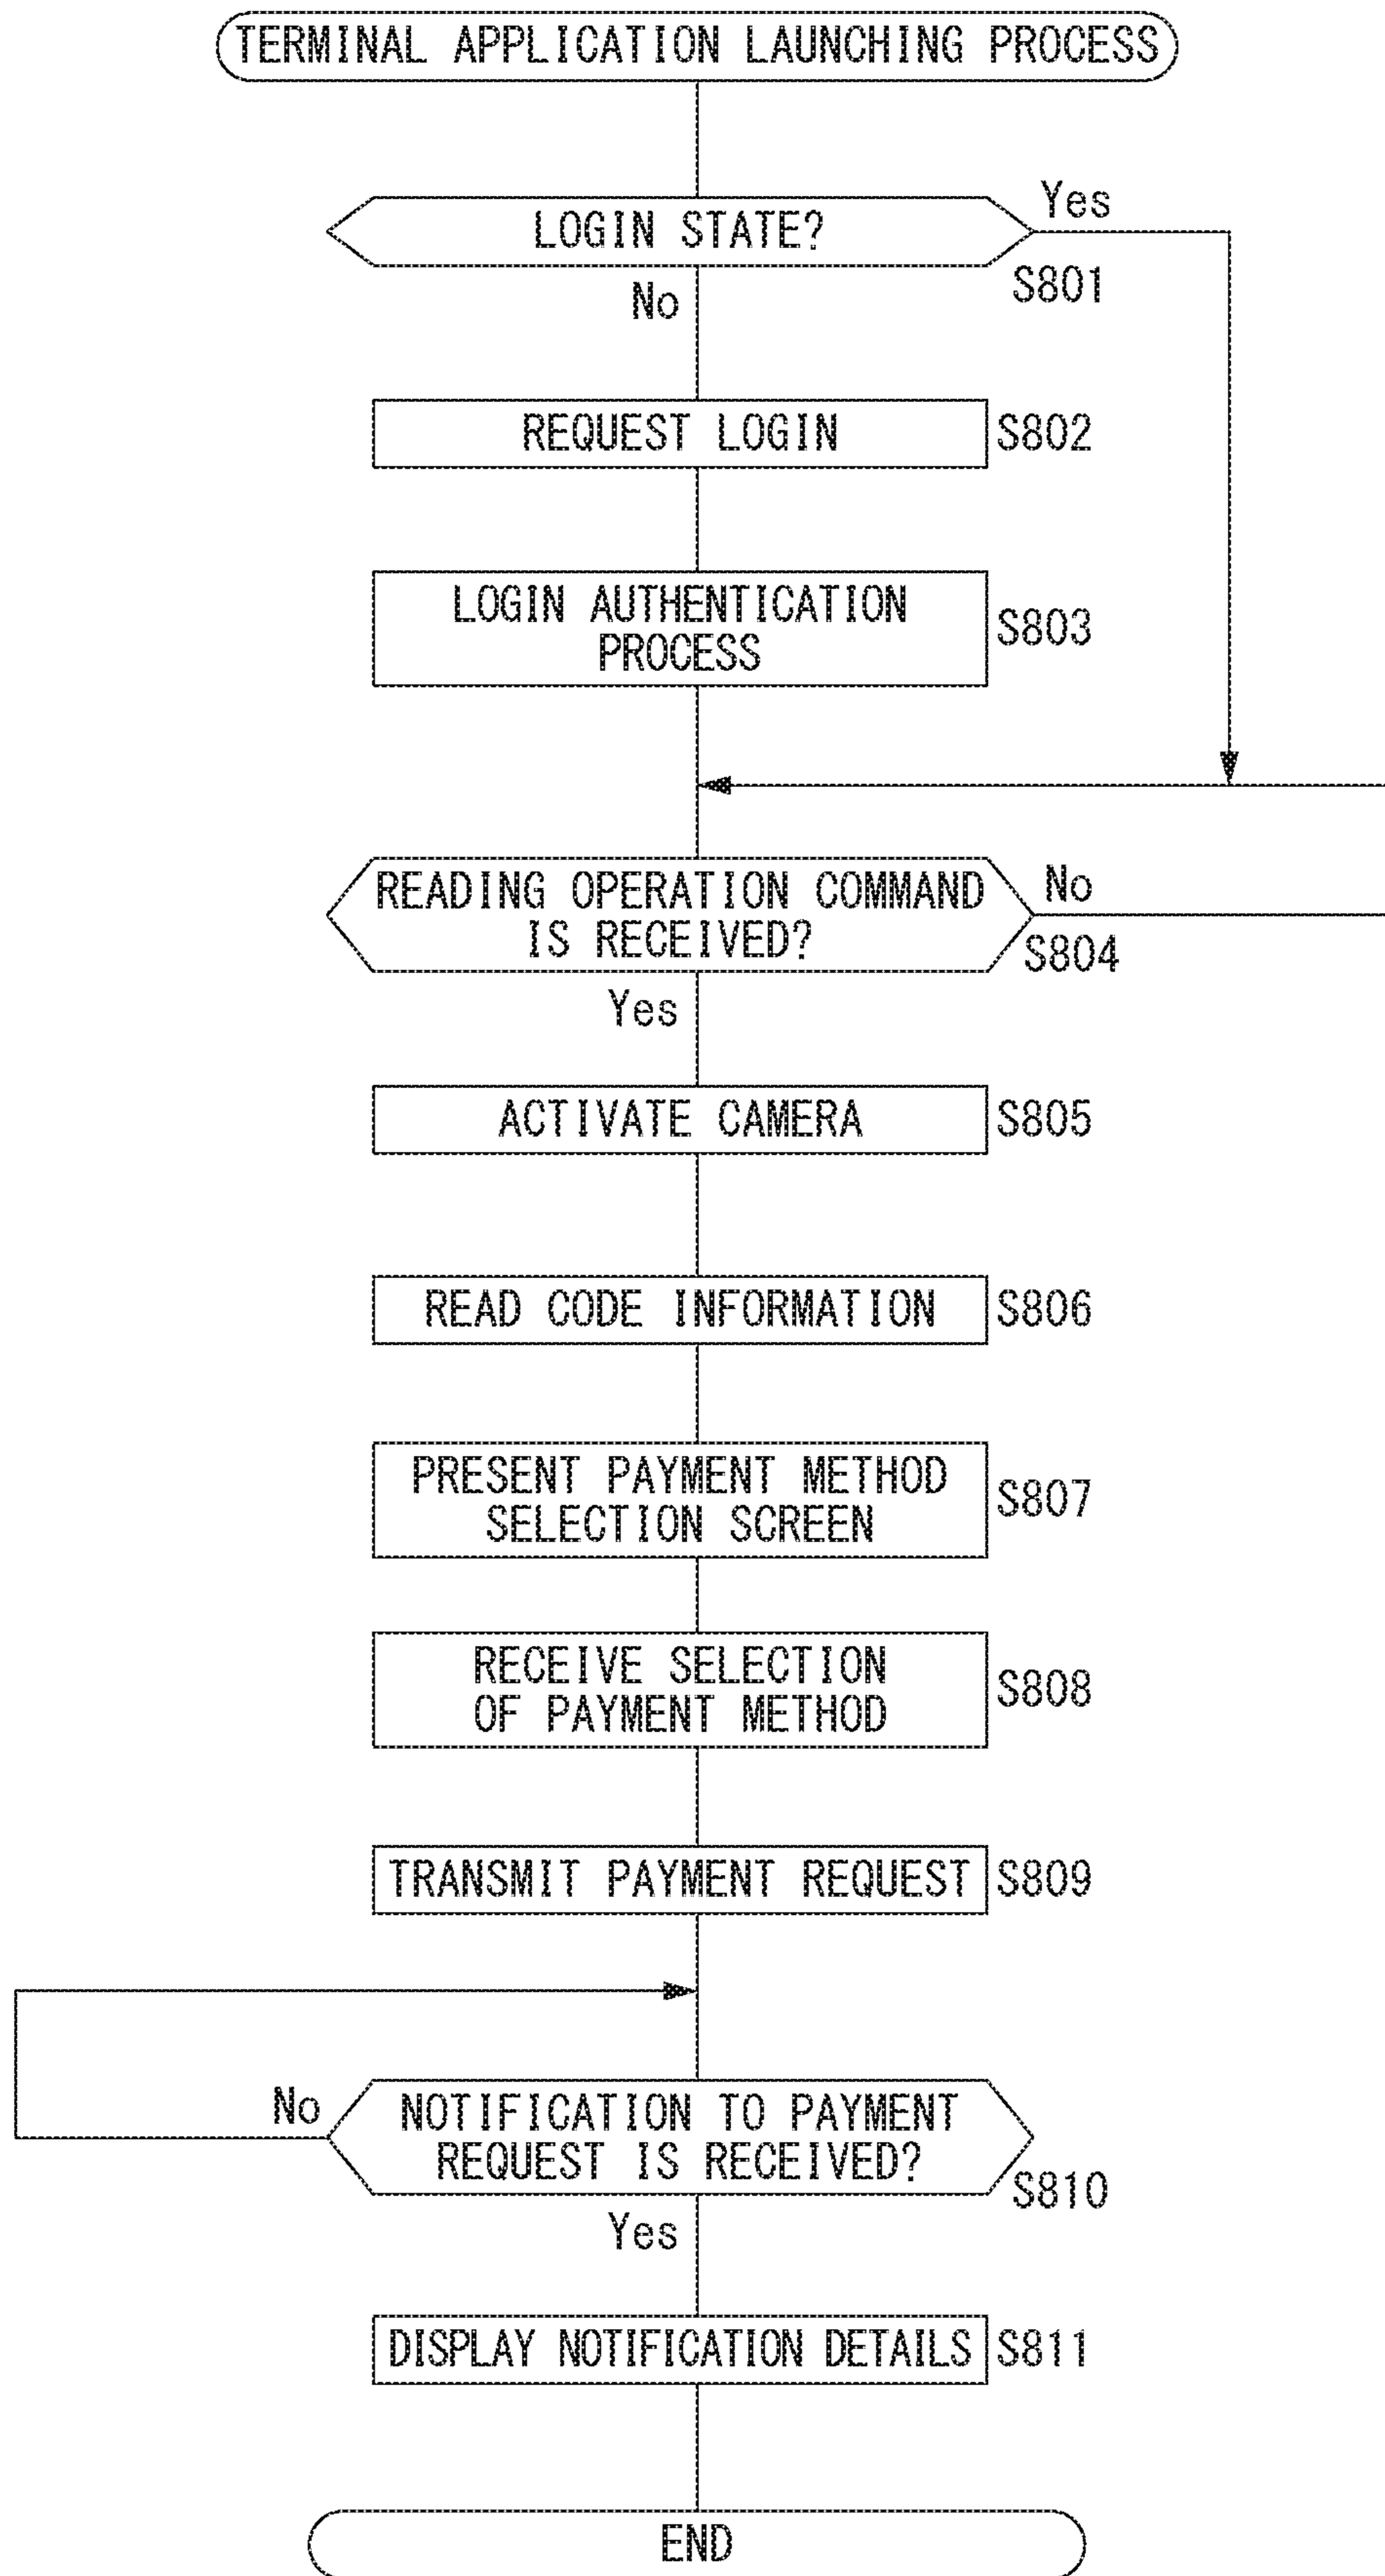 TERMINAL APPLICATION LAUNCHING PROCESS
LOGIN STATE?
Yes
S801
No
REQUEST LOGIN
S802
LOGIN AUTHENTICATION
PROCESS
S803
READING OPERATION COMMAND
IS RECEIVED?
No
S804
Yes
ACTIVATE CAMERA
S805
READ CODE INFORMATION
S806
PRESENT PAYMENT METHOD
SELECTION SCREEN
S807
RECEIVE SELECTION
OF PAYMENT METHOD
S808
TRANSMIT PAYMENT REQUEST
S809
No
NOTIFICATION TO PAYMENT
REQUEST IS RECEIVED?
S810
Yes
DISPLAY NOTIFICATION DETAILS
S811
END